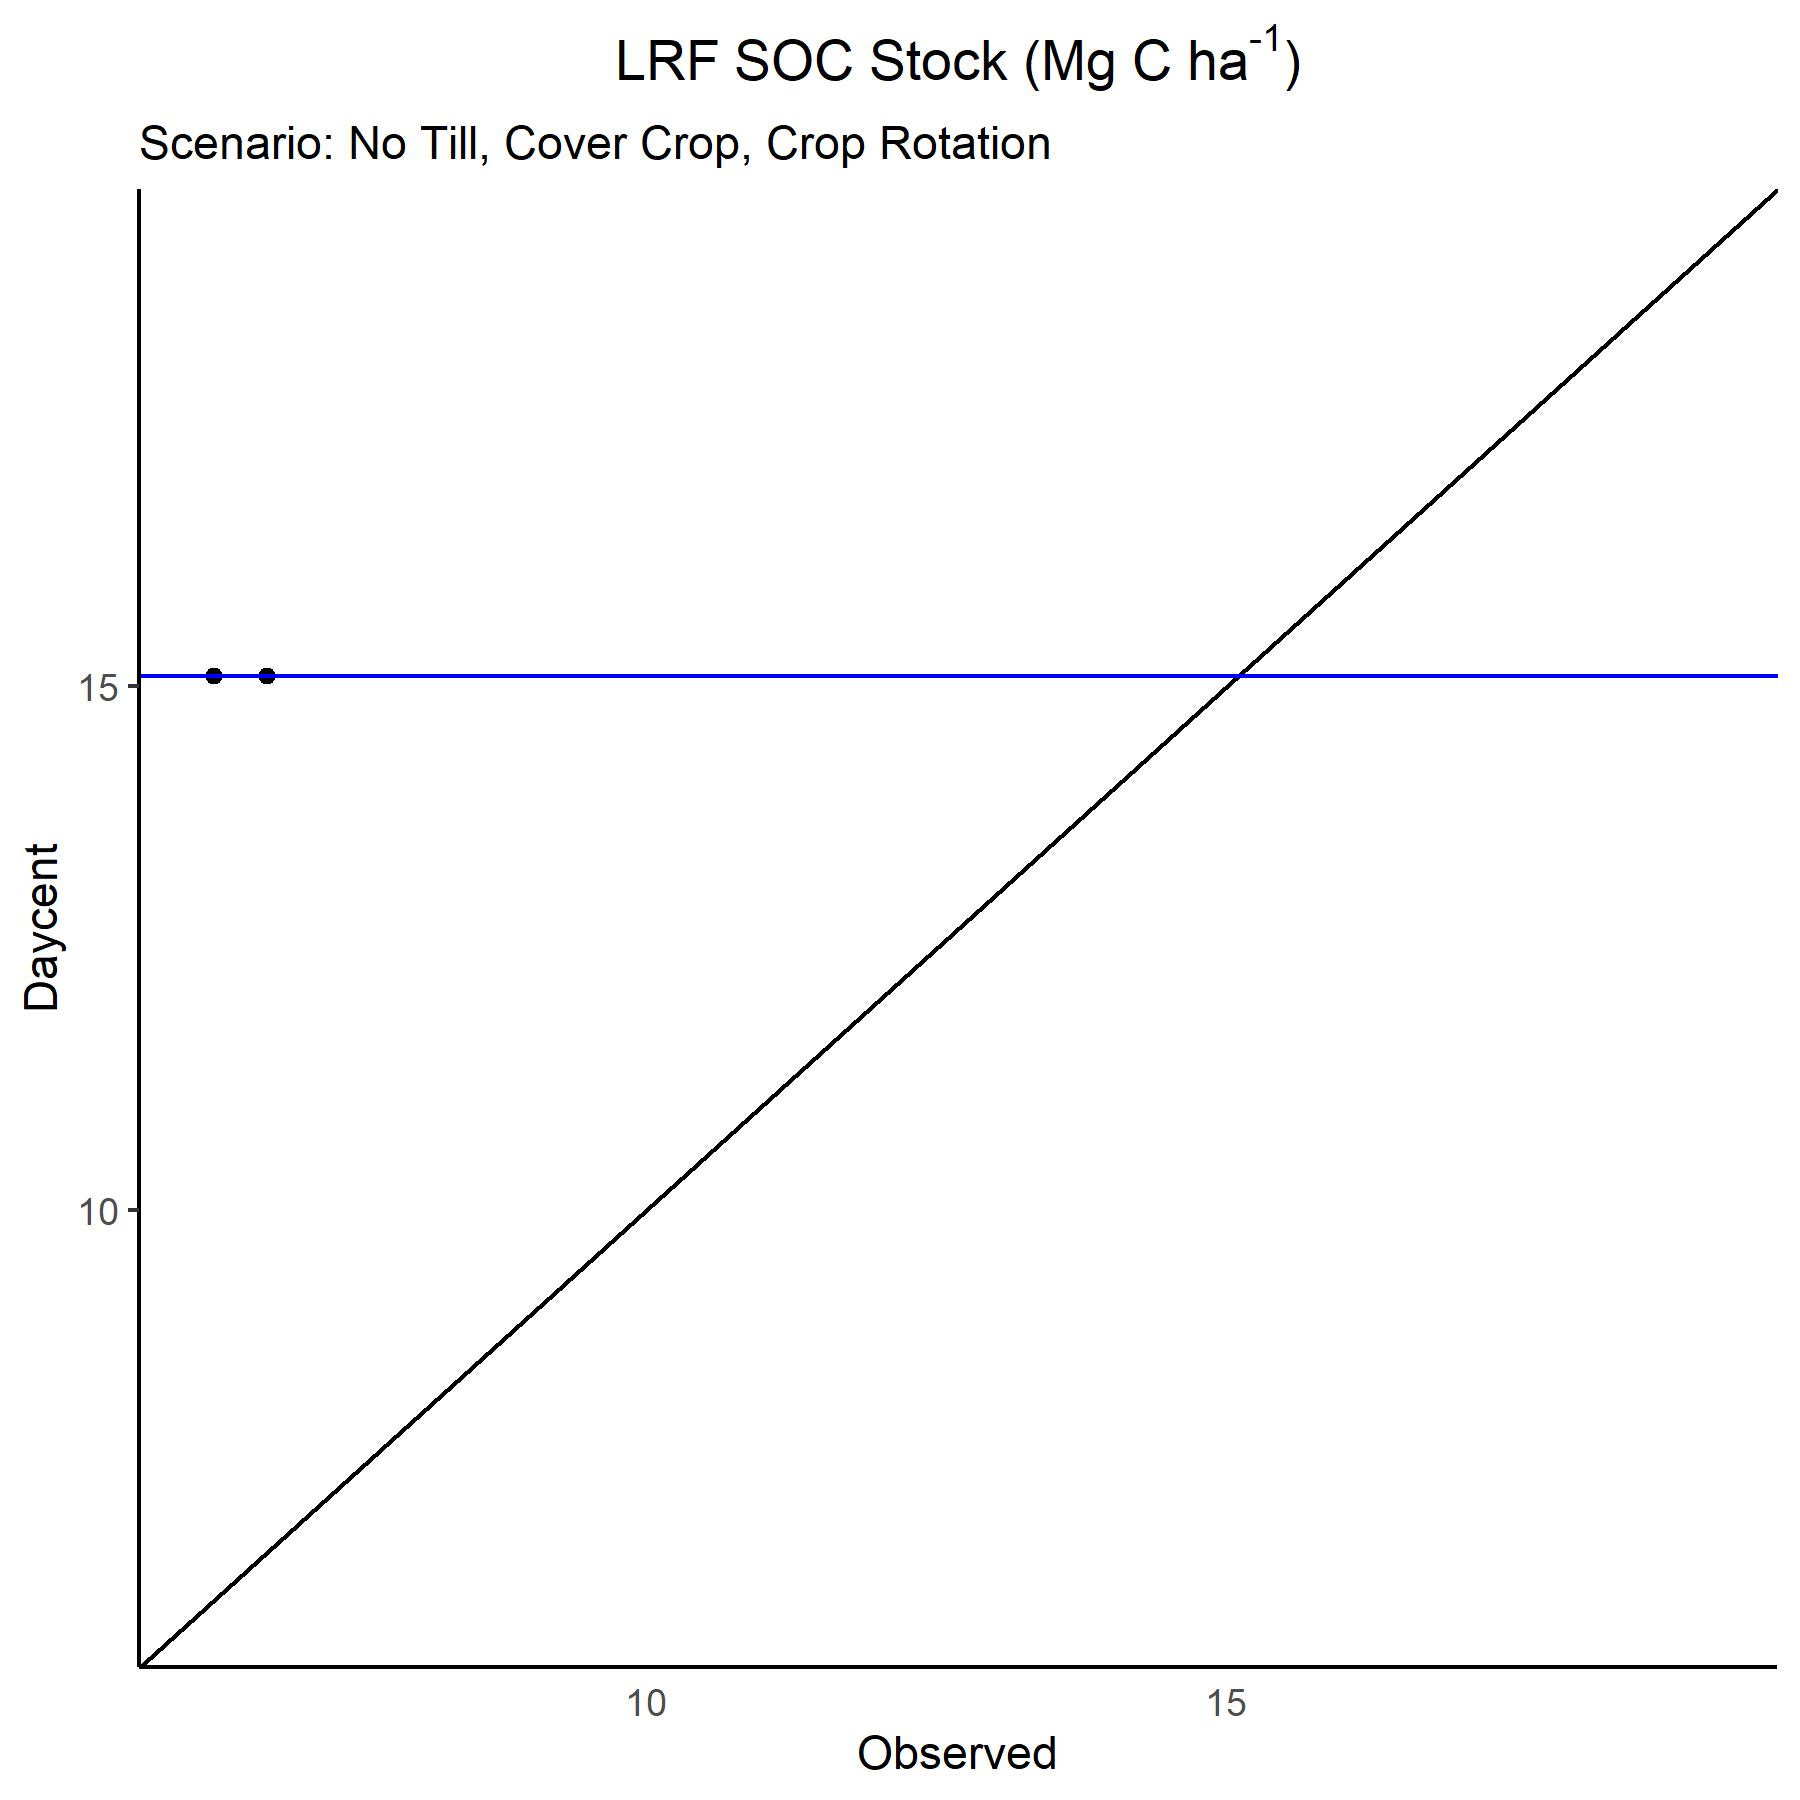 LRF SOC Stock (Mg C ha⁻¹)
Scenario: No Till, Cover Crop, Crop Rotation
15
10
Daycent
10
15
Observed